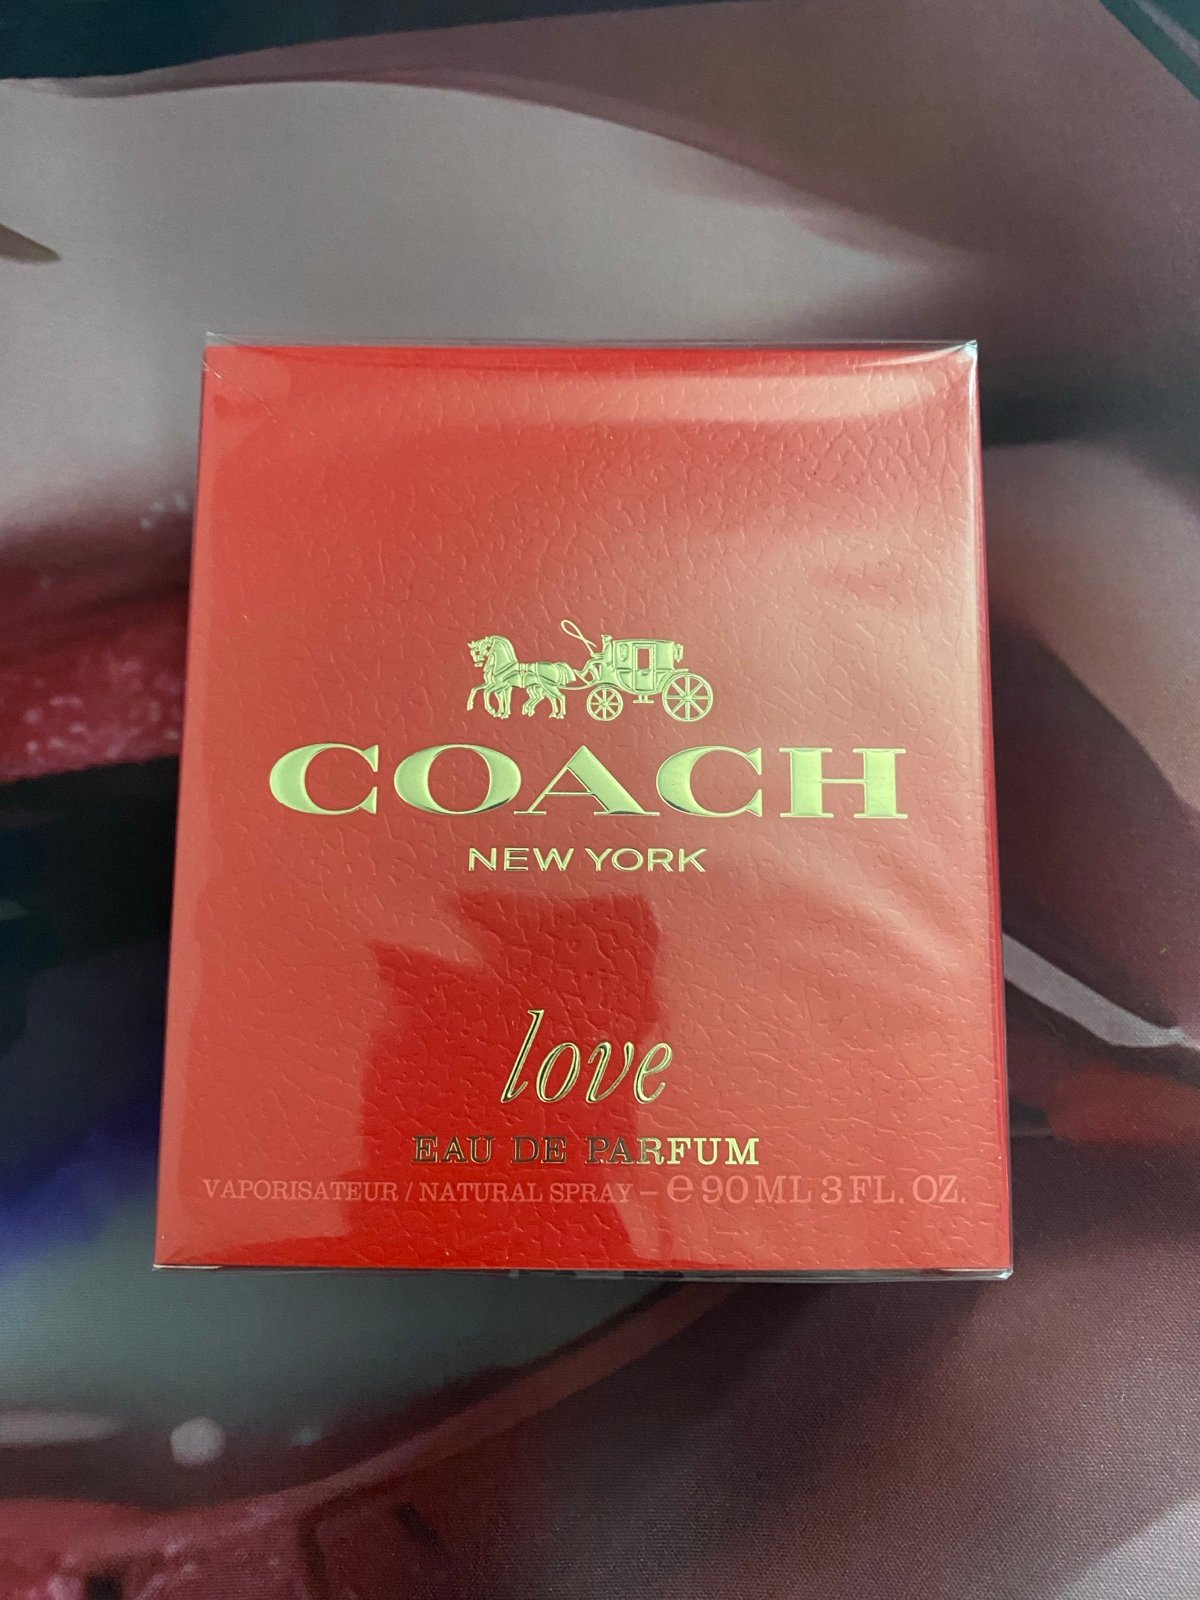 COACH
NEW YORK
love
EAU DE PARFUM
VAPORISATEUR / NATURAL SPRAY – e 90 ML 3 FL. OZ.